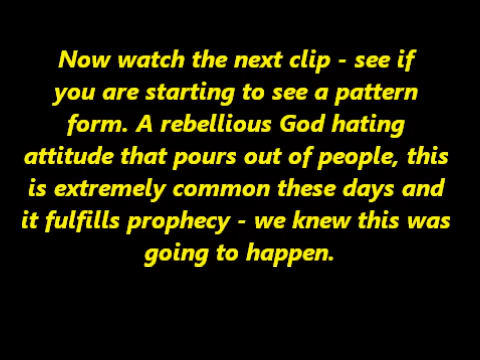 Now watch the next clip - see if
you are starting to see a pattern
form. A rebellious God hating
attitude that pours out of people, this
is extremely common these days and
it fulfills prophecy - we knew this was
going to happen.